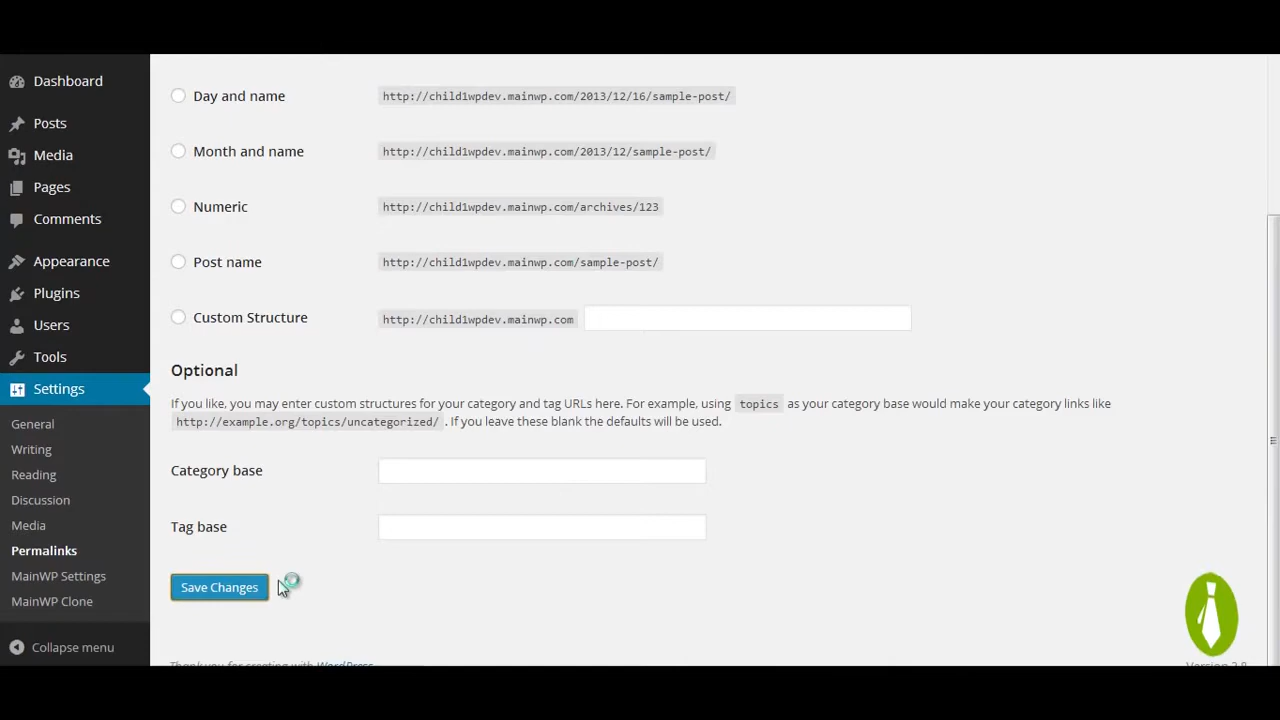 Dashboard
Posts
Media
Pages
Comments
Appearance
Plugins
Users
Tools
Settings
General
Writing
Reading
Discussion
Media
Permalinks
MainWP Settings
MainWP Clone
Collapse menu
Day and name http://child1wpdev.mainwp.com/2013/12/16/sample-post/
Month and name http://child1wpdev.mainwp.com/2013/12/sample-post/
Numeric http://child1wpdev.mainwp.com/archives/123
Post name http://child1wpdev.mainwp.com/sample-post/
Custom Structure http://child1wpdev.mainwp.com
Optional
If you like, you may enter custom structures for your category and tag URLs here. For example, using topics as your category base would make your category links like
http://example.org/topics/uncategorized/ . If you leave these blank the defaults will be used.
Category base
Tag base
Save Changes
Thank you for creating with WordPress
Version 3.8